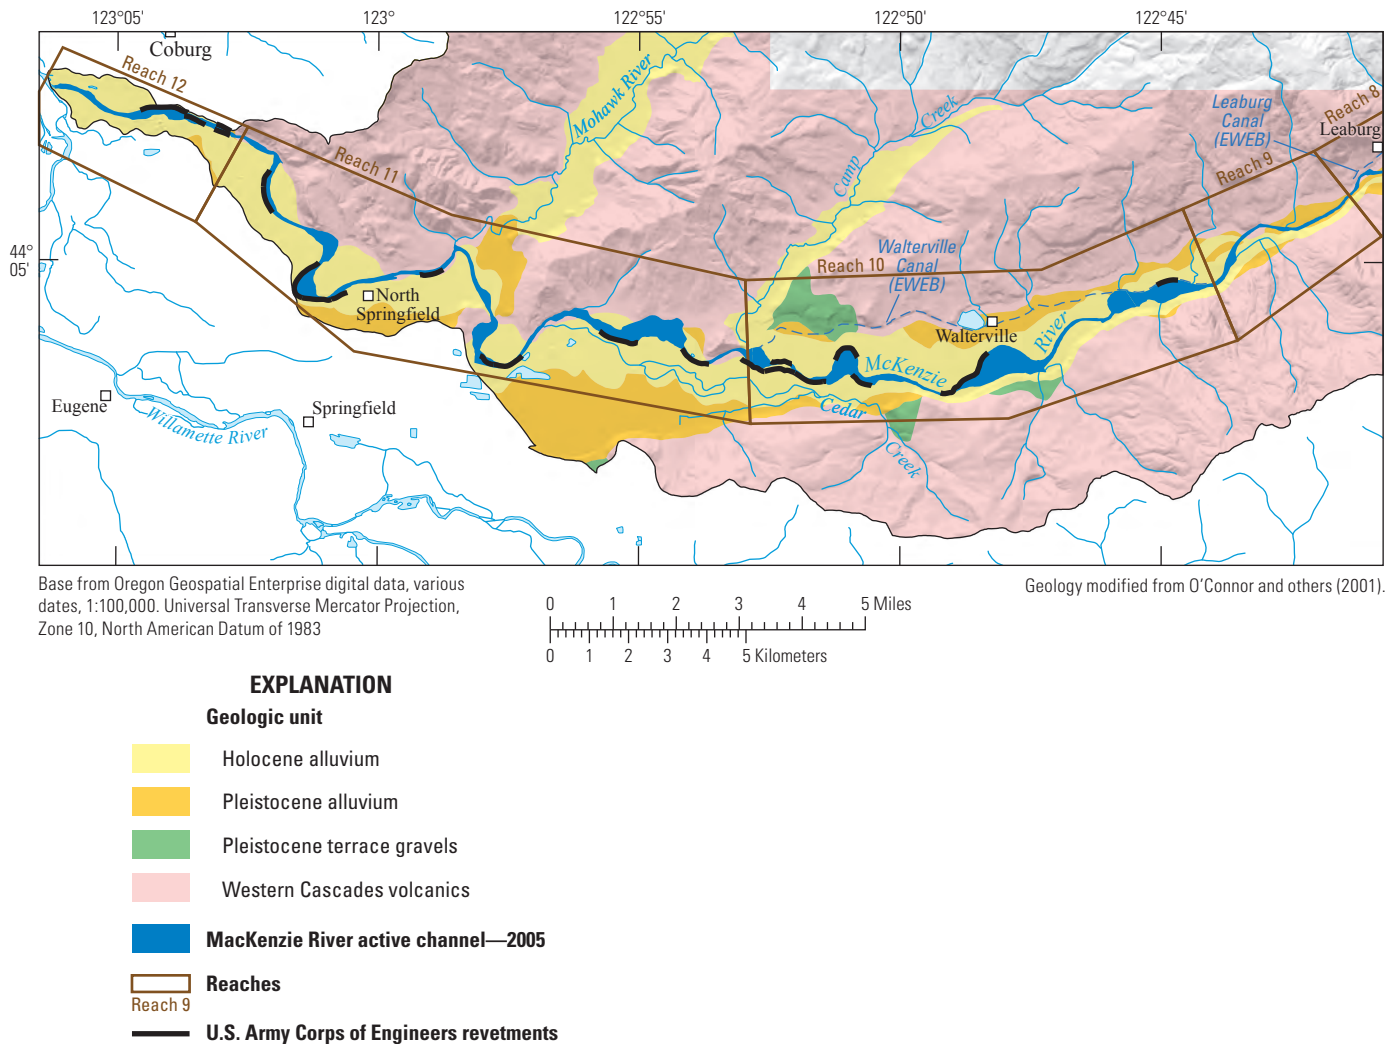 123°05'
123°
122°55'
122°50'
122°45'
Coburg
Reach 12
Mohawk River
Reach 11
Camp
Creek
Leaburg
Canal
(EWEB)
Reach 8
Leaburg
Reach 9
44°
05'
Walterville
Canal
(EWEB)
Reach 10
North
Springfield
Walterville
River
McKenzie
Cedar
Creek
Eugene
Springfield
Willamette River
Base from Oregon Geospatial Enterprise digital data, various
dates, 1:100,000. Universal Transverse Mercator Projection,
Zone 10, North American Datum of 1983
Geology modified from O’Connor and others (2001).
0 1 2 3 4 5 Miles
0 1 2 3 4 5 Kilometers
EXPLANATION
Geologic unit
Holocene alluvium
Pleistocene alluvium
Pleistocene terrace gravels
Western Cascades volcanics
MacKenzie River active channel—2005
Reaches
Reach 9
U.S. Army Corps of Engineers revetments